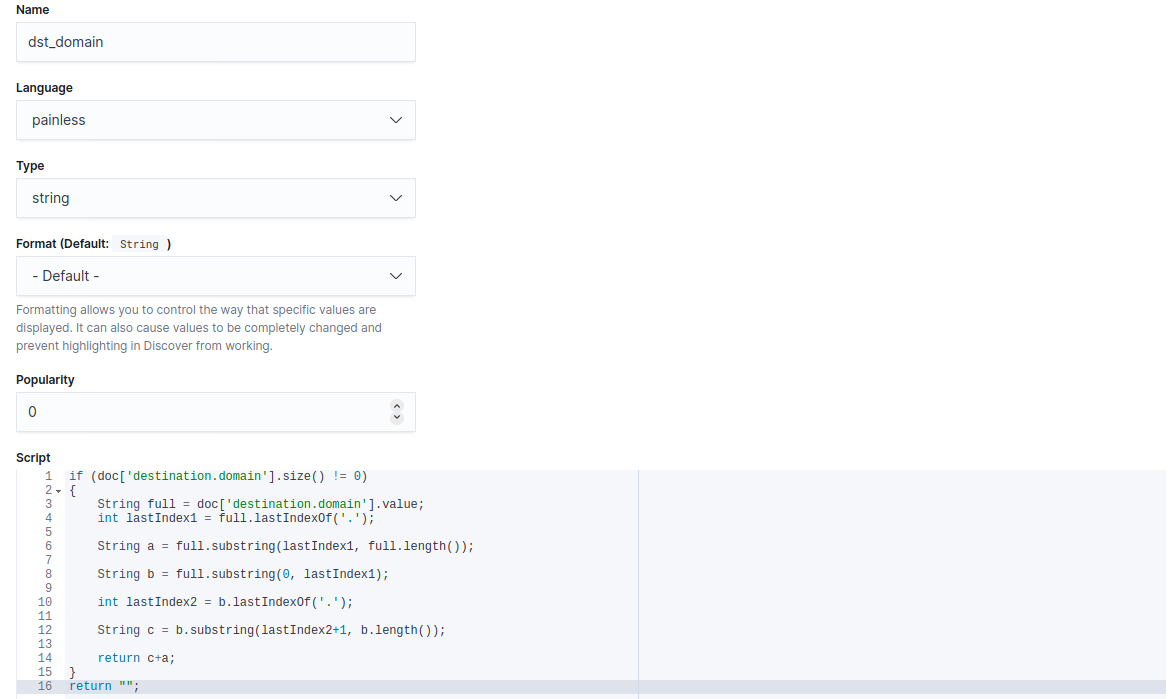 Name
dst_domain
Language
painless
Type
string
Format (Default: String )
- Default -
Formatting allows you to control the way that specific values are
displayed. It can also cause values to be completely changed and
prevent highlighting in Discover from working.
Popularity
0
Script
1 if (doc['destination.domain'].size() != 0)
2 {
3     String full = doc['destination.domain'].value;
4     int lastIndex1 = full.lastIndexOf('.');
5
6     String a = full.substring(lastIndex1, full.length());
7
8     String b = full.substring(0, lastIndex1);
9
10     int lastIndex2 = b.lastIndexOf('.');
11
12     String c = b.substring(lastIndex2+1, b.length());
13
14     return c+a;
15 }
16 return "";